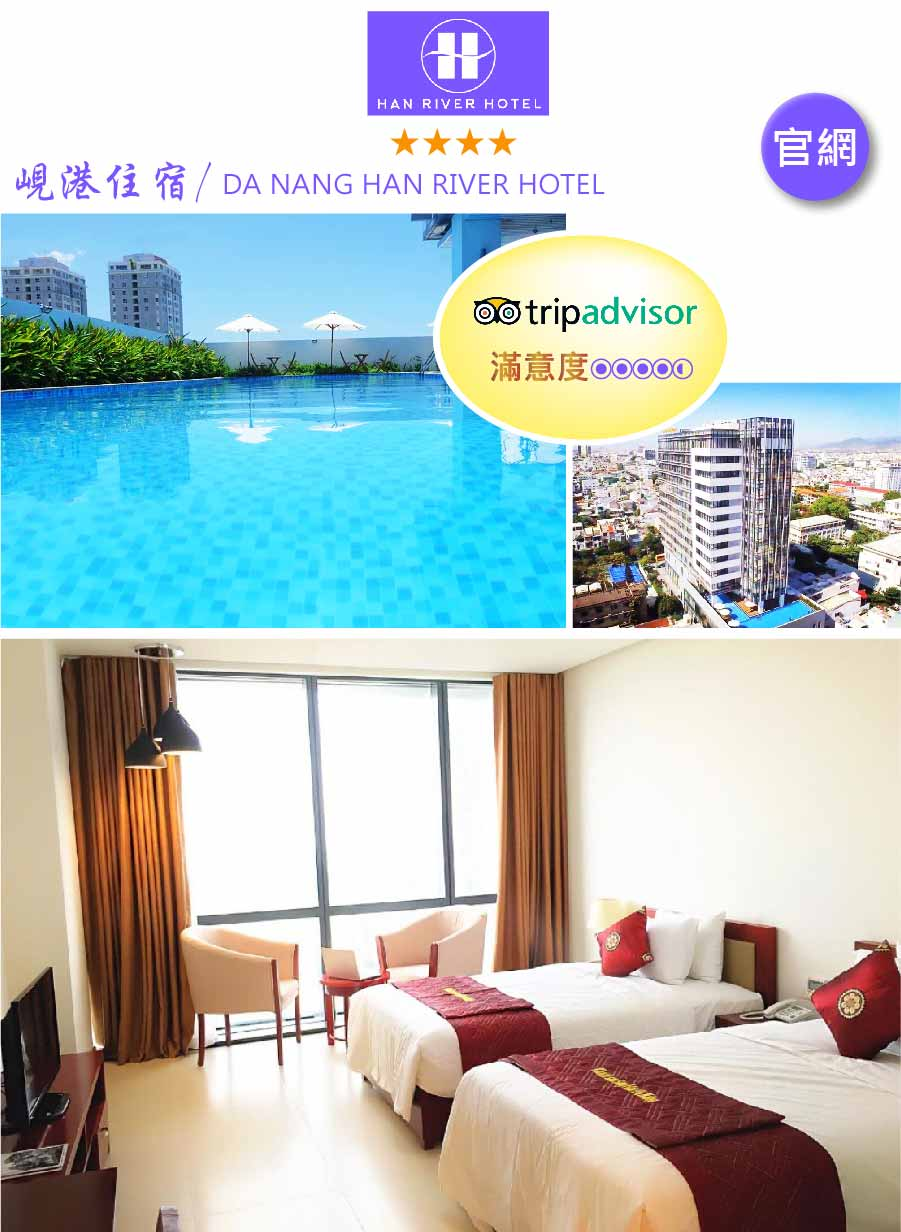 HAN RIVER HOTEL
官網
峴港住宿/ DA NANG HAN RIVER HOTEL
tripadvisor
滿意度